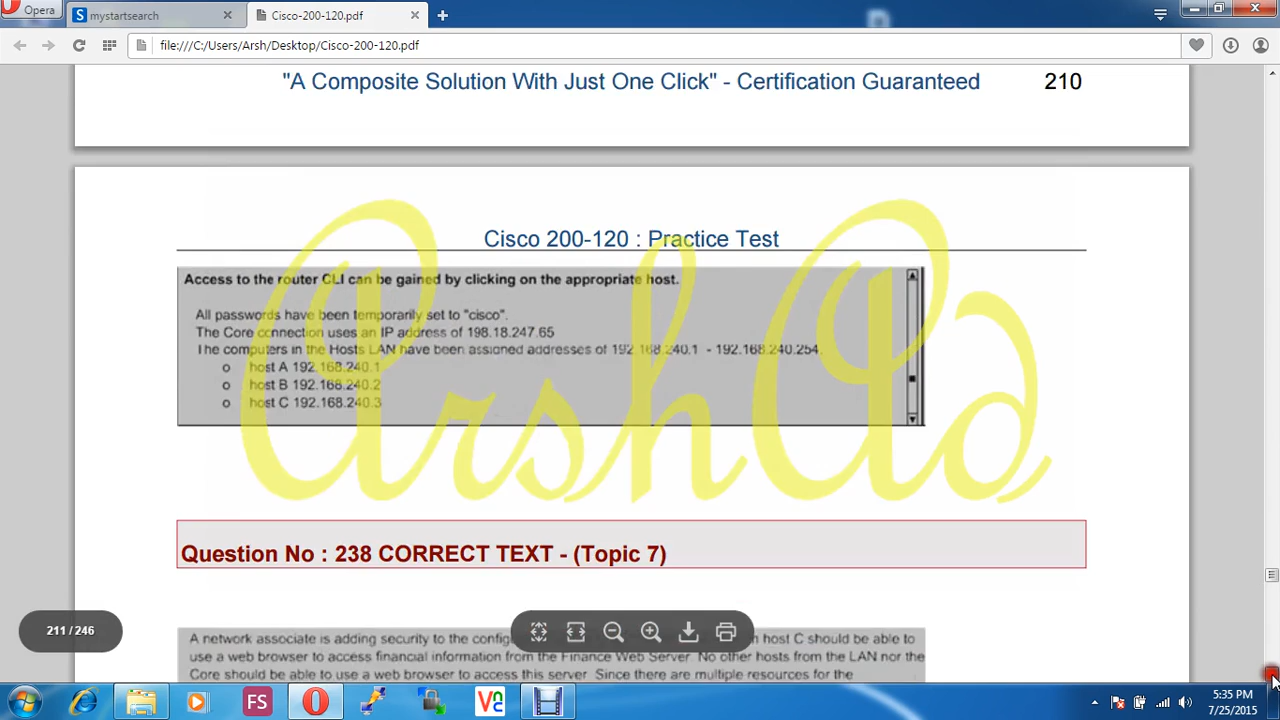 Opera
mystartsearch
Cisco-200-120.pdf
file:///C:/Users/Arsh/Desktop/Cisco-200-120.pdf
"A Composite Solution With Just One Click" - Certification Guaranteed 210
Cisco 200-120 : Practice Test
Access to the router CLI can be gained by clicking on the appropriate host.
All passwords have been temporarily set to "cisco".
The Core connection uses an IP address of 198.18.247.65
The computers in the Hosts LAN have been assigned addresses of 192.168.240.1 - 192.168.240.254
o host A 192.168.240.1
o host B 192.168.240.2
o host C 192.168.240.3
Question No : 238 CORRECT TEXT - (Topic 7)
211 / 246
A network associate is adding security to the host C should be able to
use a web browser to access financial information from the Finance Web Server. No other hosts from the LAN nor the
Core should be able to use a web browser to access this server. Since there are multiple resources for the
FS
5:35 PM
7/25/2015